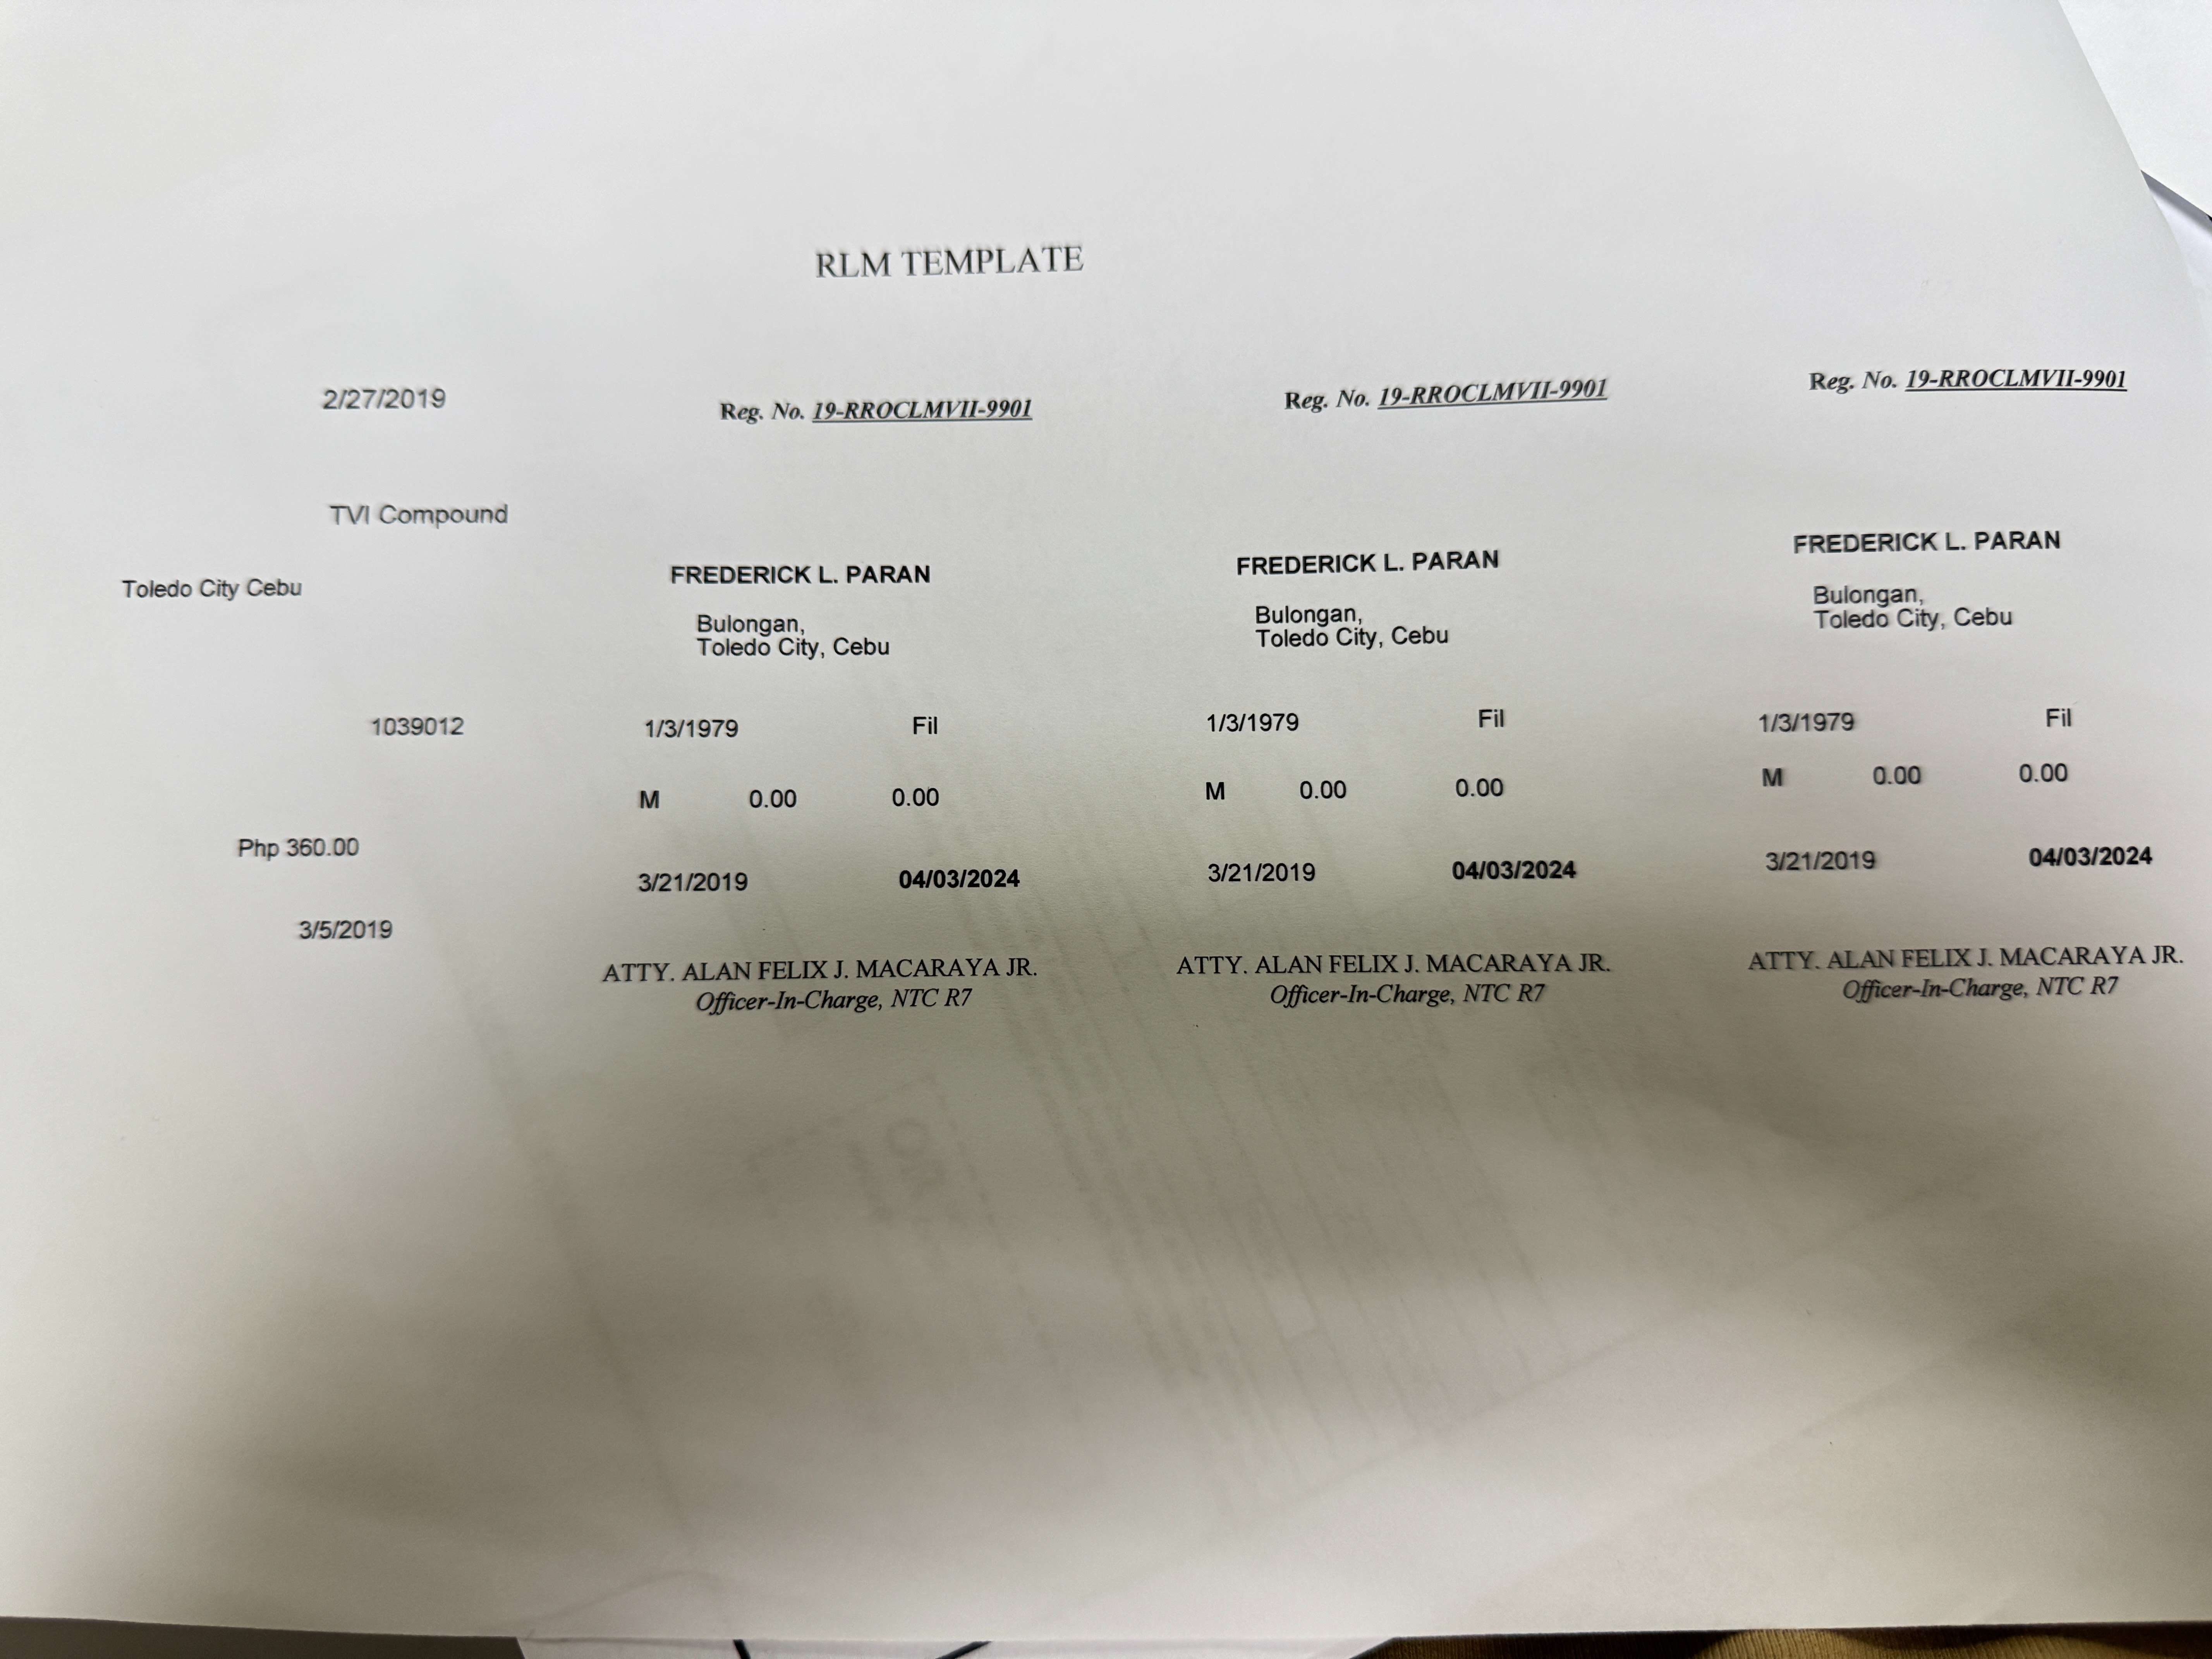 RLM TEMPLATE
2/27/2019
TVI Compound
Toledo City Cebu
1039012
Php 360.00
3/5/2019
Reg. No. 19-RROCLMVII-9901
FREDERICK L. PARAN
Bulongan,
Toledo City, Cebu
1/3/1979 Fil
M 0.00 0.00
3/21/2019 04/03/2024
ATTY. ALAN FELIX J. MACARAYA JR.
Officer-In-Charge, NTC R7
Reg. No. 19-RROCLMVII-9901
FREDERICK L. PARAN
Bulongan,
Toledo City, Cebu
1/3/1979 Fil
M 0.00 0.00
3/21/2019 04/03/2024
ATTY. ALAN FELIX J. MACARAYA JR.
Officer-In-Charge, NTC R7
Reg. No. 19-RROCLMVII-9901
FREDERICK L. PARAN
Bulongan,
Toledo City, Cebu
1/3/1979 Fil
M 0.00 0.00
3/21/2019 04/03/2024
ATTY. ALAN FELIX J. MACARAYA JR.
Officer-In-Charge, NTC R7